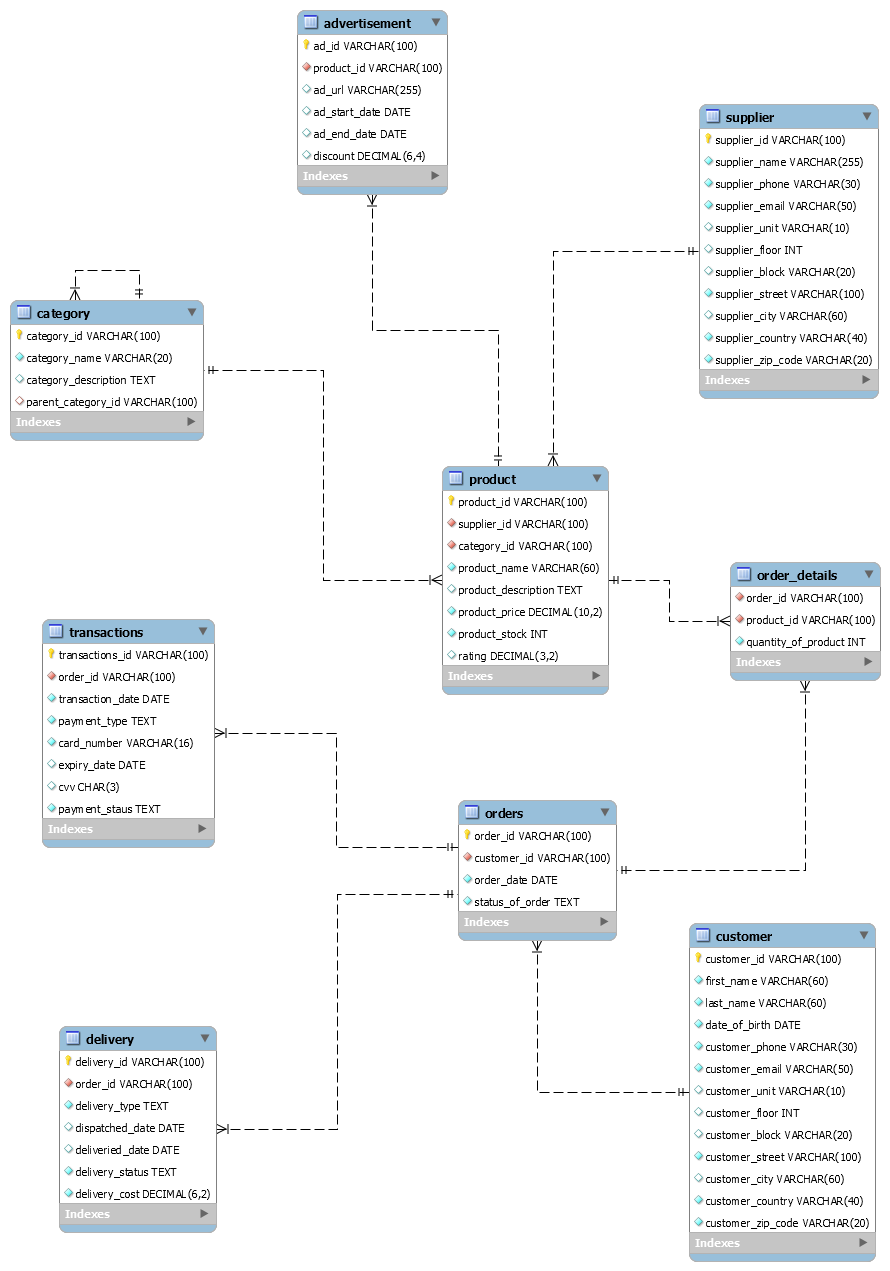 advertisement
ad_id VARCHAR(100)
product_id VARCHAR(100)
ad_url VARCHAR(255)
ad_start_date DATE
ad_end_date DATE
discount DECIMAL(6,4)
Indexes
supplier
supplier_id VARCHAR(100)
supplier_name VARCHAR(255)
supplier_phone VARCHAR(30)
supplier_email VARCHAR(50)
supplier_unit VARCHAR(10)
supplier_floor INT
supplier_block VARCHAR(20)
supplier_street VARCHAR(100)
supplier_city VARCHAR(60)
supplier_country VARCHAR(40)
supplier_zip_code VARCHAR(20)
Indexes
category
category_id VARCHAR(100)
category_name VARCHAR(20)
category_description TEXT
parent_category_id VARCHAR(100)
Indexes
product
product_id VARCHAR(100)
supplier_id VARCHAR(100)
category_id VARCHAR(100)
product_name VARCHAR(60)
product_description TEXT
product_price DECIMAL(10,2)
product_stock INT
rating DECIMAL(3,2)
Indexes
order_details
order_id VARCHAR(100)
product_id VARCHAR(100)
quantity_of_product INT
Indexes
transactions
transactions_id VARCHAR(100)
order_id VARCHAR(100)
transaction_date DATE
payment_type TEXT
card_number VARCHAR(16)
expiry_date DATE
cvv CHAR(3)
payment_staus TEXT
Indexes
orders
order_id VARCHAR(100)
customer_id VARCHAR(100)
order_date DATE
status_of_order TEXT
Indexes
customer
customer_id VARCHAR(100)
first_name VARCHAR(60)
last_name VARCHAR(60)
date_of_birth DATE
customer_phone VARCHAR(30)
customer_email VARCHAR(50)
customer_unit VARCHAR(10)
customer_floor INT
customer_block VARCHAR(20)
customer_street VARCHAR(100)
customer_city VARCHAR(60)
customer_country VARCHAR(40)
customer_zip_code VARCHAR(20)
Indexes
delivery
delivery_id VARCHAR(100)
order_id VARCHAR(100)
delivery_type TEXT
dispatched_date DATE
deliveried_date DATE
delivery_status TEXT
delivery_cost DECIMAL(6,2)
Indexes